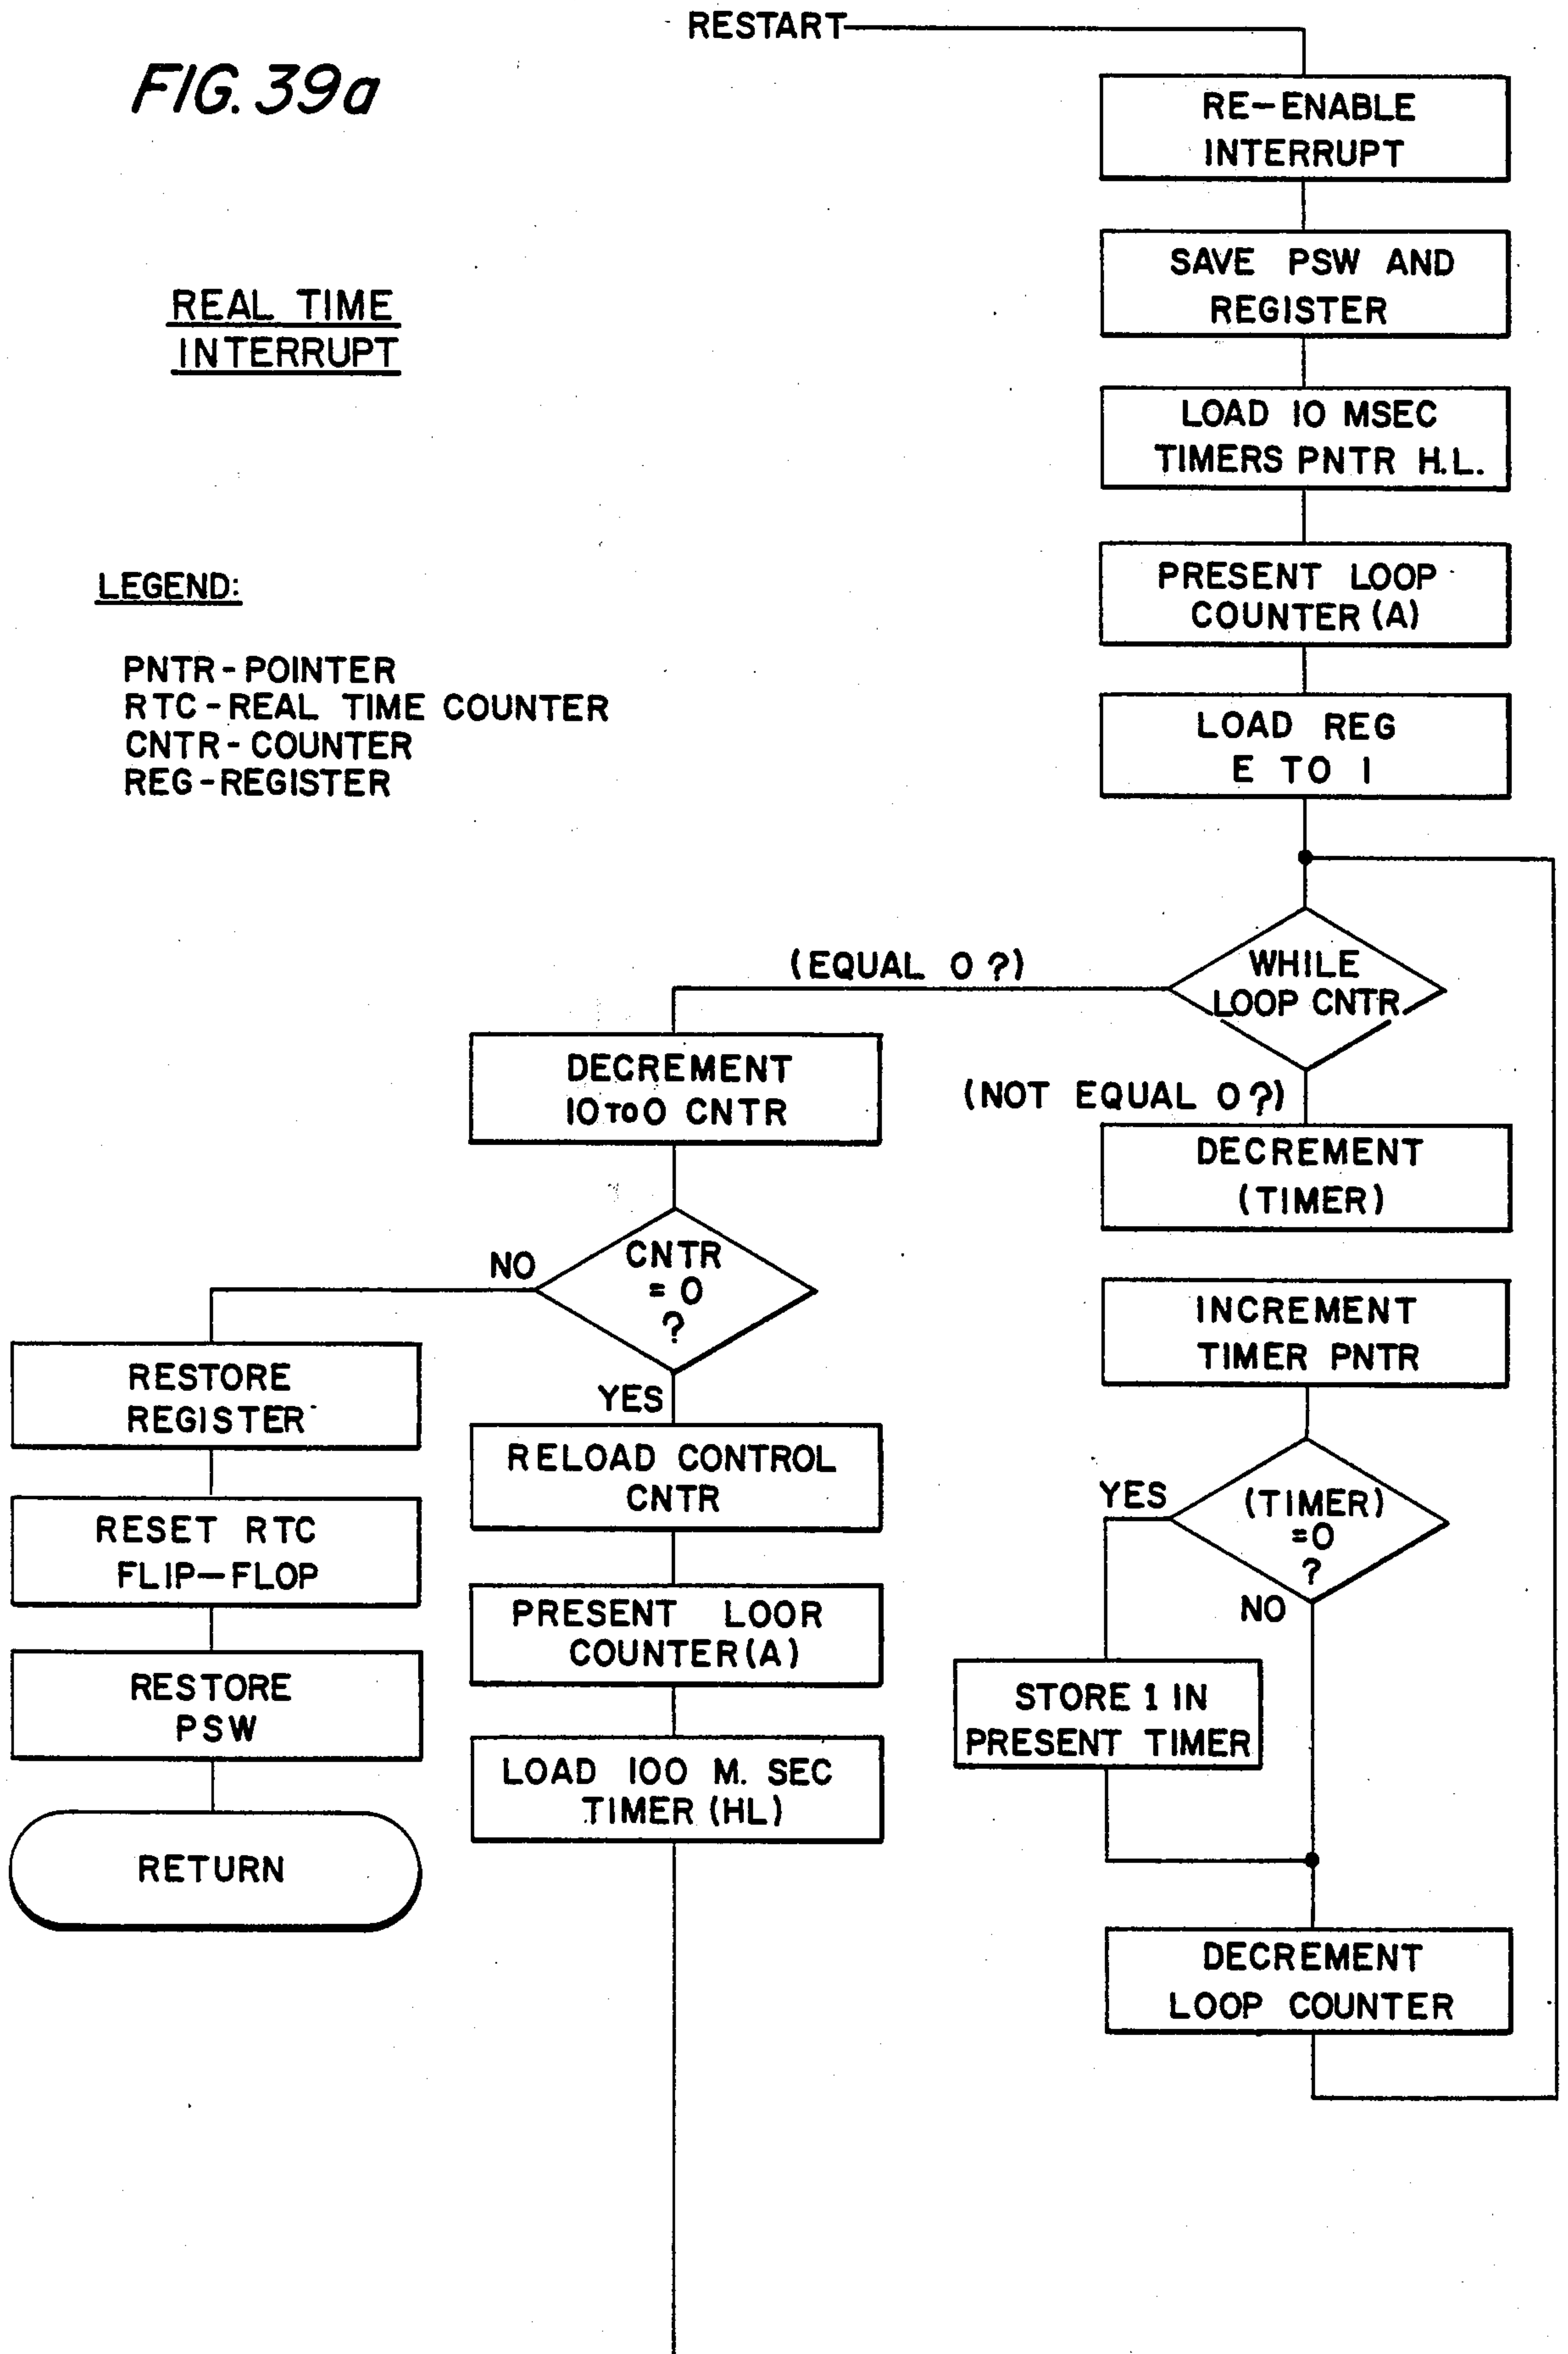 FIG. 39a
REAL TIME
INTERRUPT
LEGEND:
PNTR-POINTER
RTC-REAL TIME COUNTER
CNTR-COUNTER
REG-REGISTER
RESTART
RE-ENABLE
INTERRUPT
SAVE PSW AND
REGISTER
LOAD 10 MSEC
TIMERS PNTR H.L.
PRESENT LOOP
COUNTER (A)
LOAD REG
E TO 1
WHILE
LOOP CNTR
(EQUAL 0 ?)
(NOT EQUAL 0 ?)
DECREMENT
(TIMER)
INCREMENT
TIMER PNTR
(TIMER)
=0
?
YES
NO
STORE 1 IN
PRESENT TIMER
DECREMENT
LOOP COUNTER
DECREMENT
10 TO 0 CNTR
CNTR
= 0
?
NO
YES
RELOAD CONTROL
CNTR
PRESENT LOOR
COUNTER (A)
LOAD 100 M. SEC
TIMER (HL)
RESTORE
REGISTER
RESET RTC
FLIP-FLOP
RESTORE
PSW
RETURN